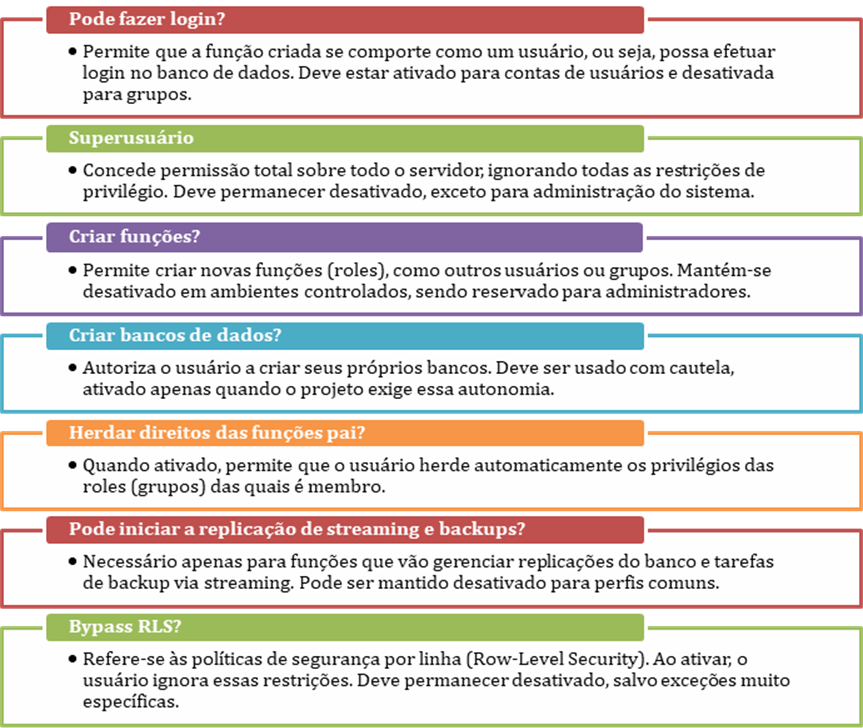 Pode fazer login?
• Permite que a função criada se comporte como um usuário, ou seja, possa efetuar
login no banco de dados. Deve estar ativado para contas de usuários e desativada
para grupos.
Superusuário
• Concede permissão total sobre todo o servidor, ignorando todas as restrições de
privilégio. Deve permanecer desativado, exceto para administração do sistema.
Criar funções?
• Permite criar novas funções (roles), como outros usuários ou grupos. Mantém-se
desativado em ambientes controlados, sendo reservado para administradores.
Criar bancos de dados?
• Autoriza o usuário a criar seus próprios bancos. Deve ser usado com cautela,
ativado apenas quando o projeto exige essa autonomia.
Herdar direitos das funções pai?
• Quando ativado, permite que o usuário herde automaticamente os privilégios das
roles (grupos) das quais é membro.
Pode iniciar a replicação de streaming e backups?
• Necessário apenas para funções que vão gerenciar replicações do banco e tarefas
de backup via streaming. Pode ser mantido desativado para perfis comuns.
Bypass RLS?
• Refere-se às políticas de segurança por linha (Row-Level Security). Ao ativar, o
usuário ignora essas restrições. Deve permanecer desativado, salvo exceções muito
específicas.